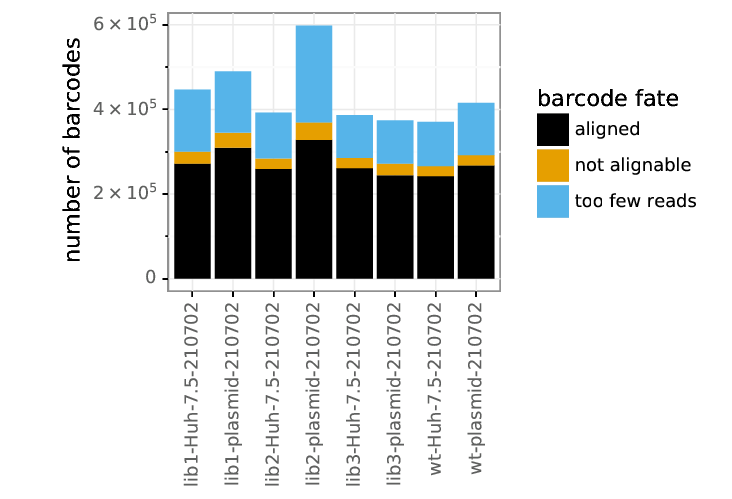 number of barcodes
6 × 10⁵
4 × 10⁵
2 × 10⁵
0
lib1-Huh-7.5-210702
lib1-plasmid-210702
lib2-Huh-7.5-210702
lib2-plasmid-210702
lib3-Huh-7.5-210702
lib3-plasmid-210702
wt-Huh-7.5-210702
wt-plasmid-210702
barcode fate
aligned
not alignable
too few reads